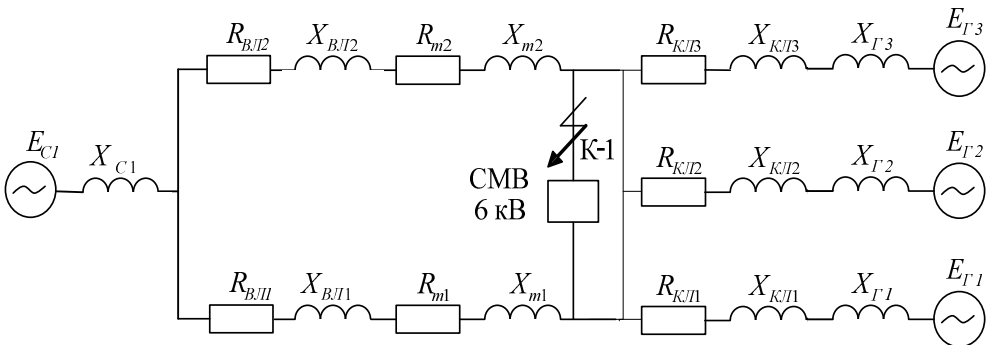 R_ВЛ2 X_ВЛ2 R_т2 X_т2 R_КЛ3 X_КЛ3 X_Г3 E_Г3
E_С1 X_С1 К-1 R_КЛ2 X_КЛ2 X_Г2 E_Г2
СМВ
6 кВ
R_ВЛ1 X_ВЛ1 R_т1 X_т1 R_КЛ1 X_КЛ1 X_Г1 E_Г1